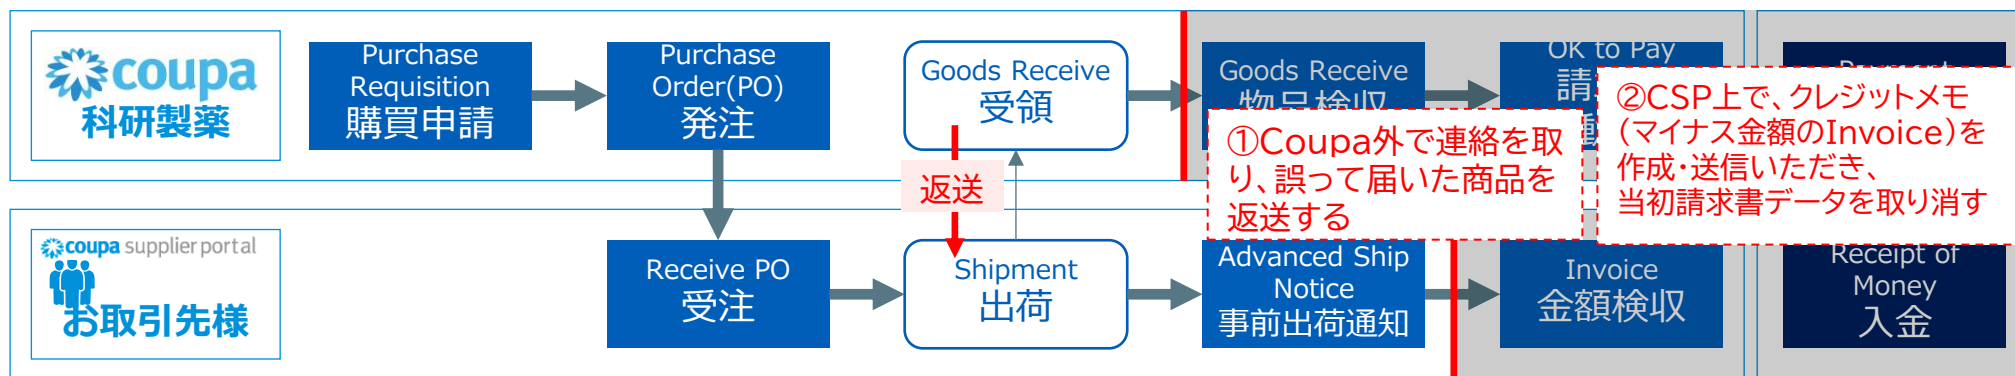 coupa
科研製薬
Purchase
Requisition
購買申請
Purchase
Order(PO)
発注
Goods Receive
受領
Goods Receive
物品検収
OK to Pay
請
①Coupa外で連絡を取
り、誤って届いた商品を
返送する
②CSP上で、クレジットメモ
(マイナス金額のInvoice)を
作成・送信いただき、
当初請求書データを取り消す
返送
coupa supplier portal
お取引先様
Receive PO
受注
Shipment
出荷
Advanced Ship
Notice
事前出荷通知
Invoice
金額検収
Receipt of
Money
入金